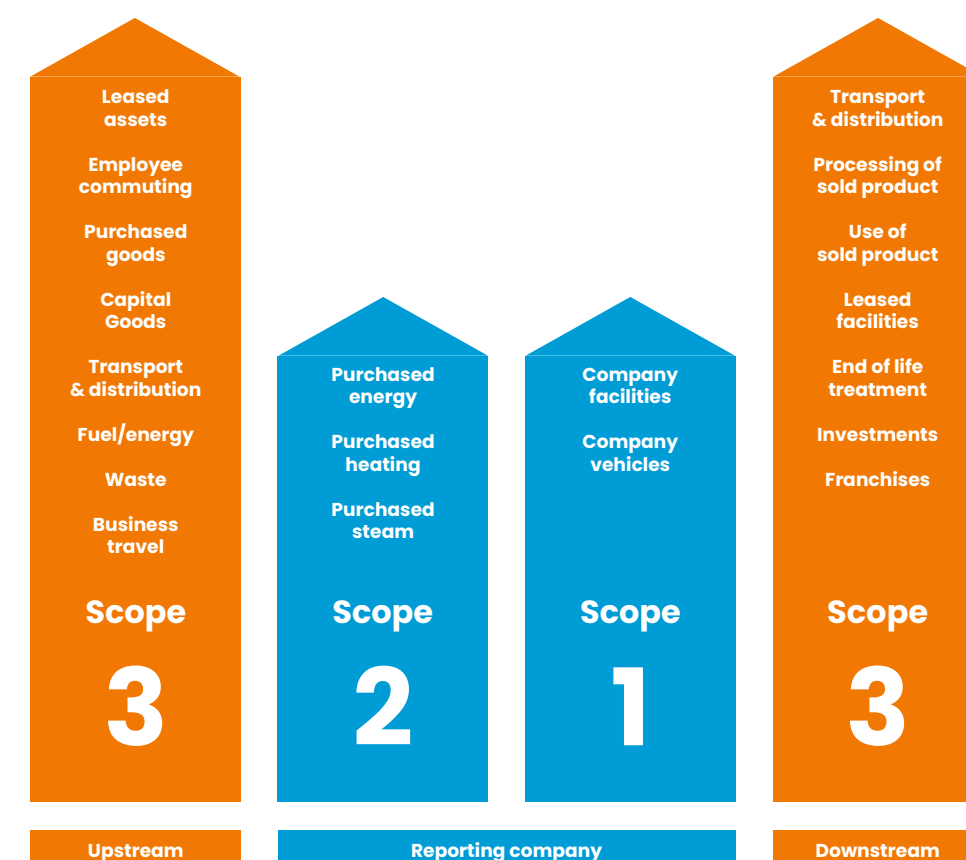 Leased
assets
Employee
commuting
Purchased
goods
Capital
Goods
Transport
& distribution
Fuel/energy
Waste
Business
travel
Scope
3
Purchased
energy
Purchased
heating
Purchased
steam
Scope
2
Company
facilities
Company
vehicles
Scope
1
Transport
& distribution
Processing of
sold product
Use of
sold product
Leased
facilities
End of life
treatment
Investments
Franchises
Scope
3
Upstream
Reporting company
Downstream